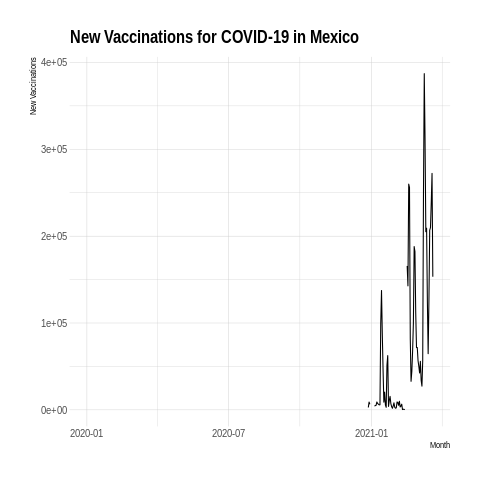 New Vaccinations for COVID-19 in Mexico
New Vaccinations
4e+05
3e+05
2e+05
1e+05
0e+00
2020-01
2020-07
2021-01
Month